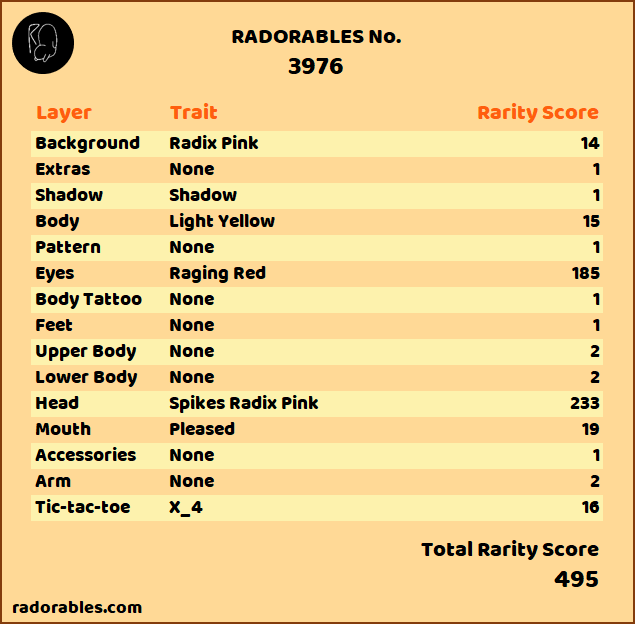 RADORABLES No.
3976
Layer Trait Rarity Score
Background Radix Pink 14
Extras None 1
Shadow Shadow 1
Body Light Yellow 15
Pattern None 1
Eyes Raging Red 185
Body Tattoo None 1
Feet None 1
Upper Body None 2
Lower Body None 2
Head Spikes Radix Pink 233
Mouth Pleased 19
Accessories None 1
Arm None 2
Tic-tac-toe X_4 16
Total Rarity Score
495
radorables.com